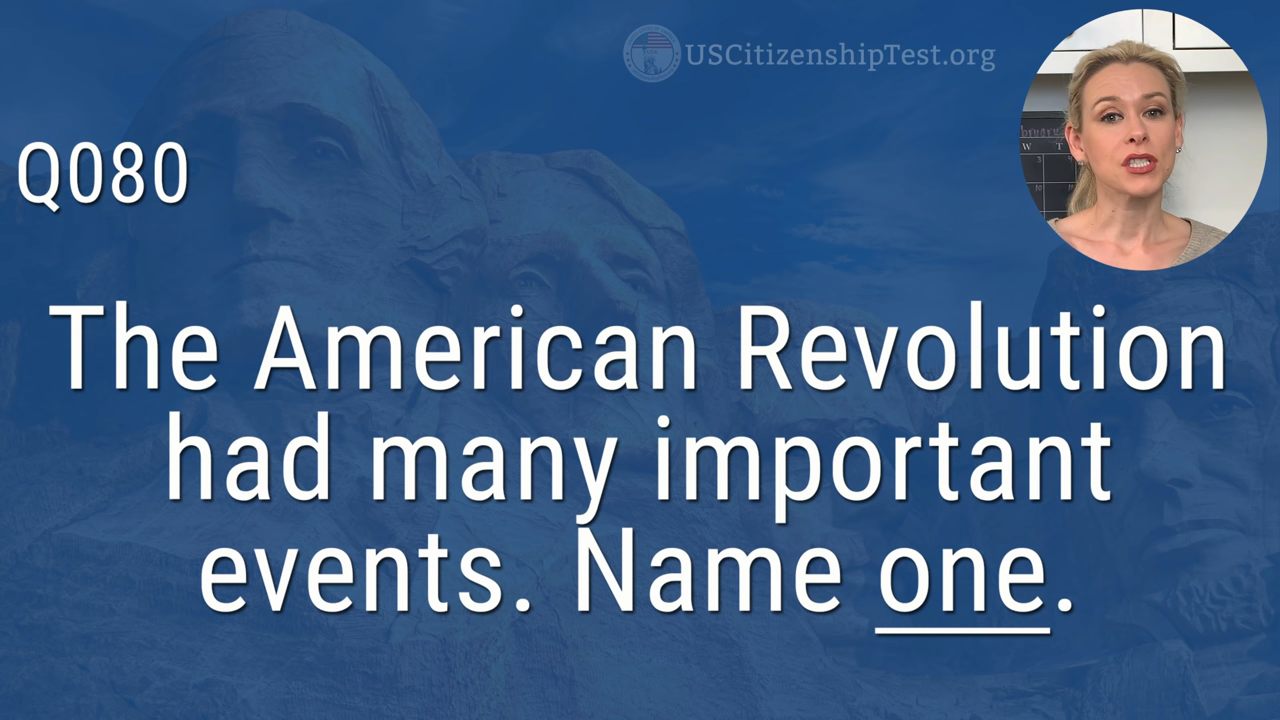 USCitizenshipTest.org
Q080
The American Revolution
had many important
events. Name one.